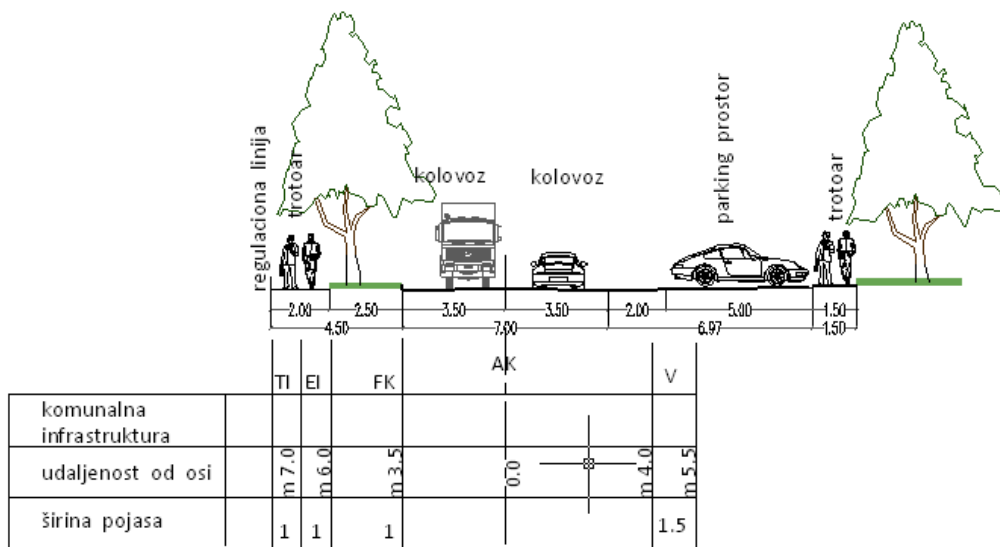 regulaciona linija
trotoar
kolovoz
kolovoz
parking prostor
trotoar
2.00 2.50 3.50 3.50 2.00 5.00 1.50
4.50 7.00 6.97 1.50
TI EI FK AK V
komunalna
infrastruktura
udaljenost od osi m 7.0 m 6.0 m 3.5 0.0 m 4.0 m 5.5
širina pojasa 1 1 1 1.5